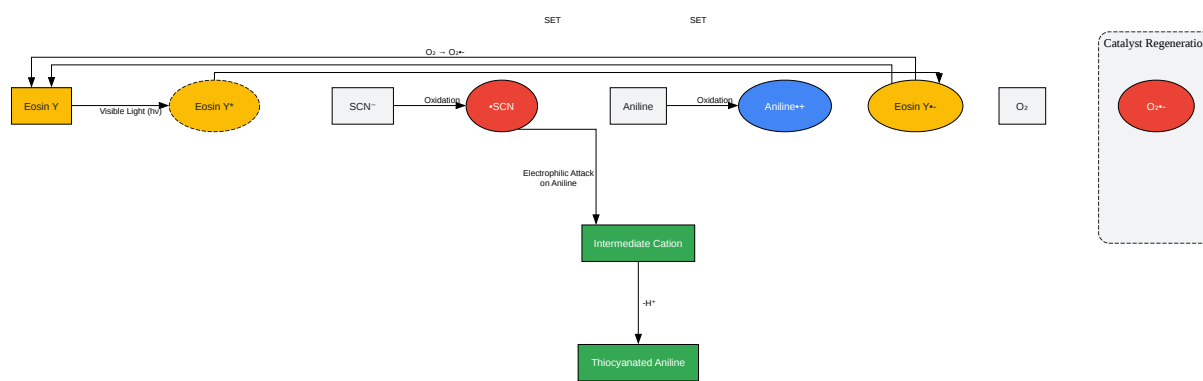 SET
SET
O₂ → O₂•-
Catalyst Regeneratio
Eosin Y
Visible Light (hν)
Eosin Y*
SCN⁻
Oxidation
•SCN
Aniline
Oxidation
Aniline•+
Eosin Y•-
O₂
O₂•-
Electrophilic Attack
on Aniline
Intermediate Cation
-H⁺
Thiocyanated Aniline